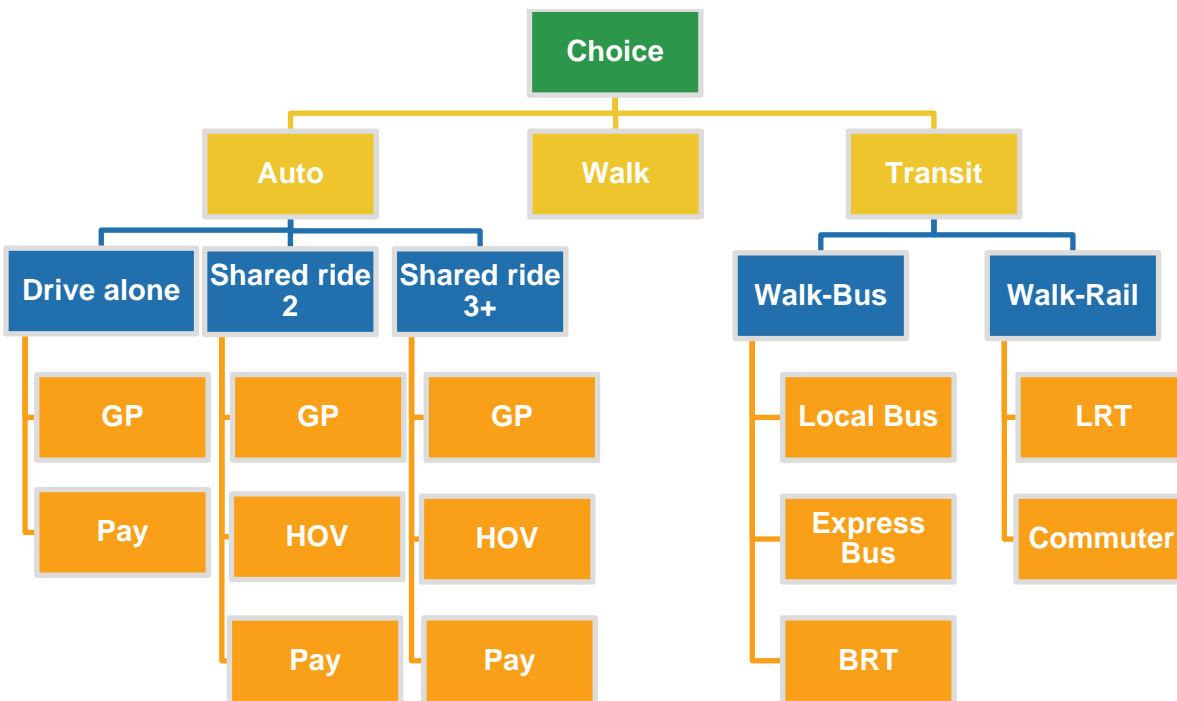 Choice
Auto
Walk
Transit
Drive alone
Shared ride
2
Shared ride
3+
Walk-Bus
Walk-Rail
GP
GP
GP
Local Bus
LRT
Pay
HOV
HOV
Express
Bus
Commuter
Pay
Pay
BRT